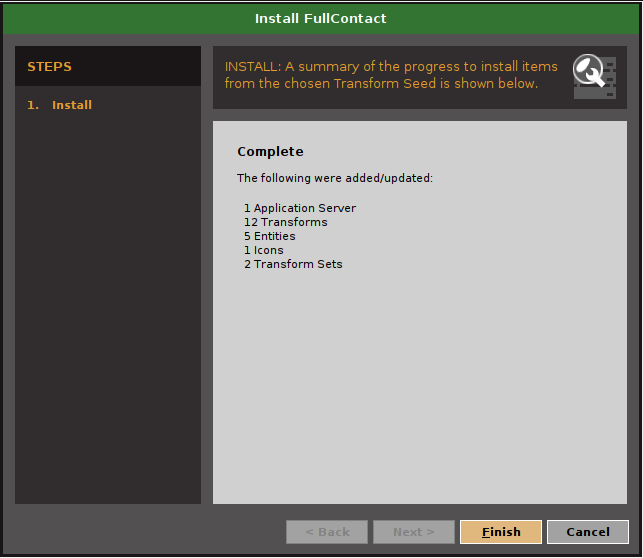 Install FullContact
STEPS
1. Install
INSTALL: A summary of the progress to install items
from the chosen Transform Seed is shown below.
Complete
The following were added/updated:
1 Application Server
12 Transforms
5 Entities
1 Icons
2 Transform Sets
< Back
Next >
Finish
Cancel